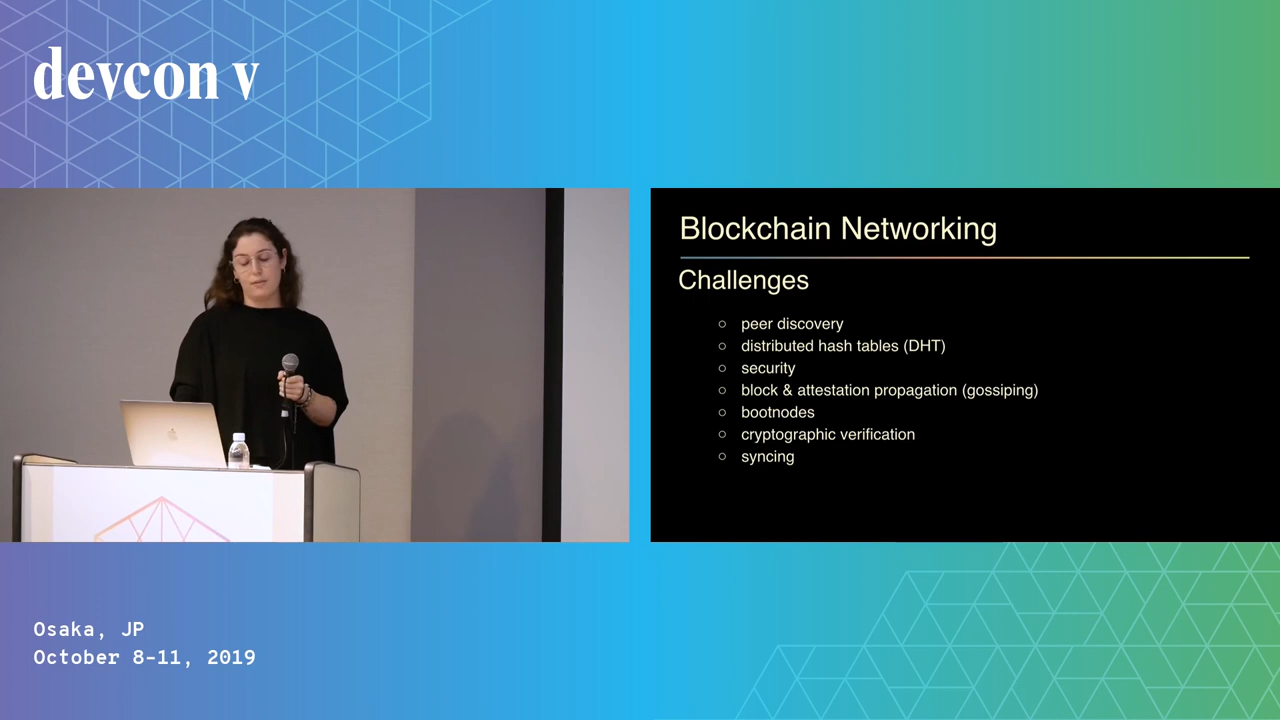 devcon v
Blockchain Networking
Challenges
peer discovery
distributed hash tables (DHT)
security
block & attestation propagation (gossiping)
bootnodes
cryptographic verification
syncing
Osaka, JP
October 8-11, 2019